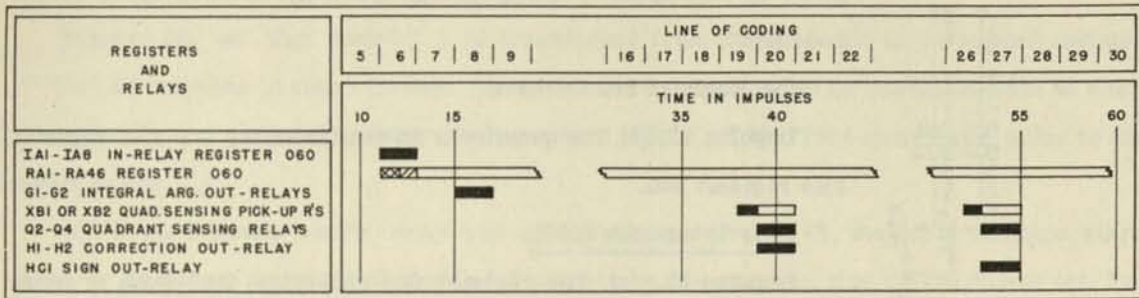 REGISTERS
AND
RELAYS
LINE OF CODING
5 | 6 | 7 | 8 | 9 | | 16 | 17 | 18 | 19 | 20 | 21 | 22 | | 26 | 27 | 28 | 29 | 30
TIME IN IMPULSES
10 15 35 40 55 60
IA1-IA8 IN-RELAY REGISTER 060
RA1-RA46 REGISTER 060
G1-G2 INTEGRAL ARG. OUT-RELAYS
XB1 OR XB2 QUAD. SENSING PICK-UP R'S
Q2-Q4 QUADRANT SENSING RELAYS
H1-H2 CORRECTION OUT-RELAY
HC1 SIGN OUT-RELAY